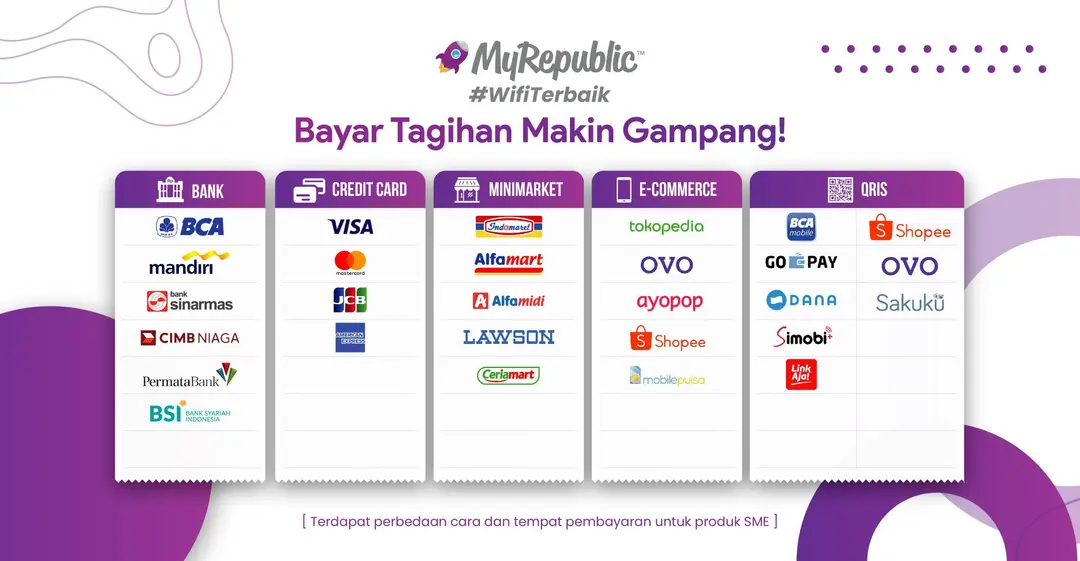 MyRepublic™
#WifiTerbaik
Bayar Tagihan Makin Gampang!
BANK
BCA
mandiri
bank
sinarmas
CIMB NIAGA
PermataBank
BSI BANK SYARIAH
INDONESIA
CREDIT CARD
VISA
mastercard
JCB
AMERICAN
EXPRESS
MINIMARKET
Indomaret
Alfamart
Alfamidi
LAWSON
Ceriamart
E-COMMERCE
tokopedia
OVO
ayopop
Shopee
mobilepulsa
QRIS
BCA
mobile
GO PAY
DANA
Simobi+
Link
Aja!
Shopee
OVO
Sakuku
[ Terdapat perbedaan cara dan tempat pembayaran untuk produk SME ]